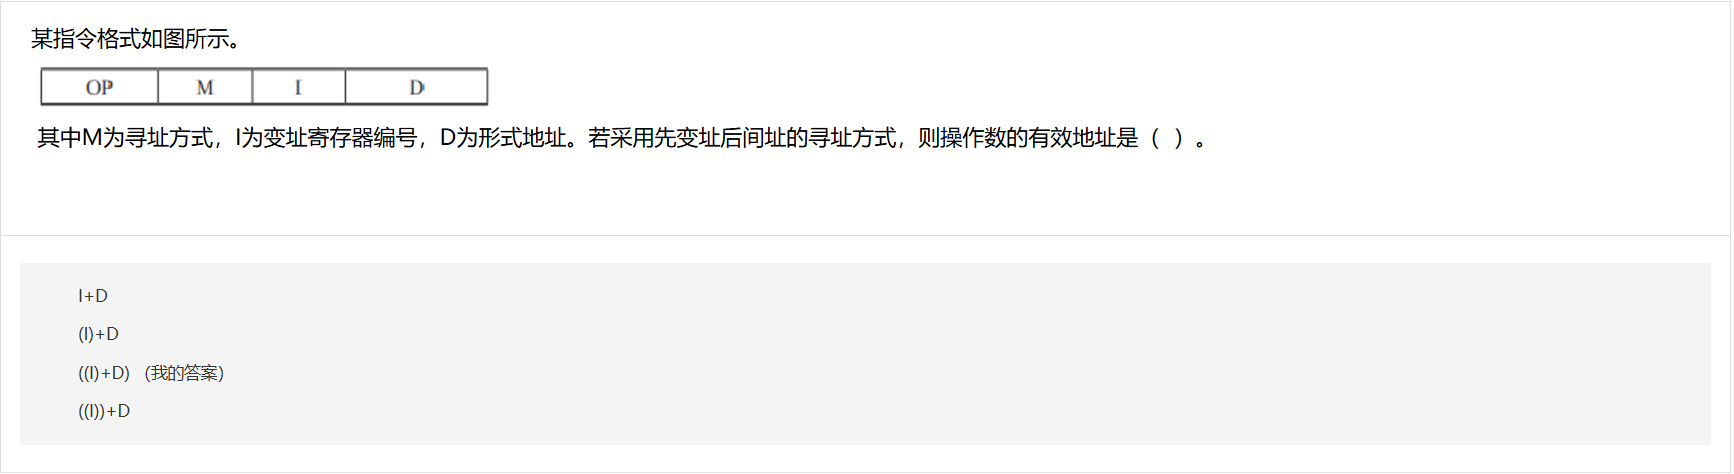 某指令格式如图所示。
OP M I D
其中M为寻址方式，I为变址寄存器编号，D为形式地址。若采用先变址后间址的寻址方式，则操作数的有效地址是（ ）。
I+D
(I)+D
((I)+D) （我的答案）
((I))+D